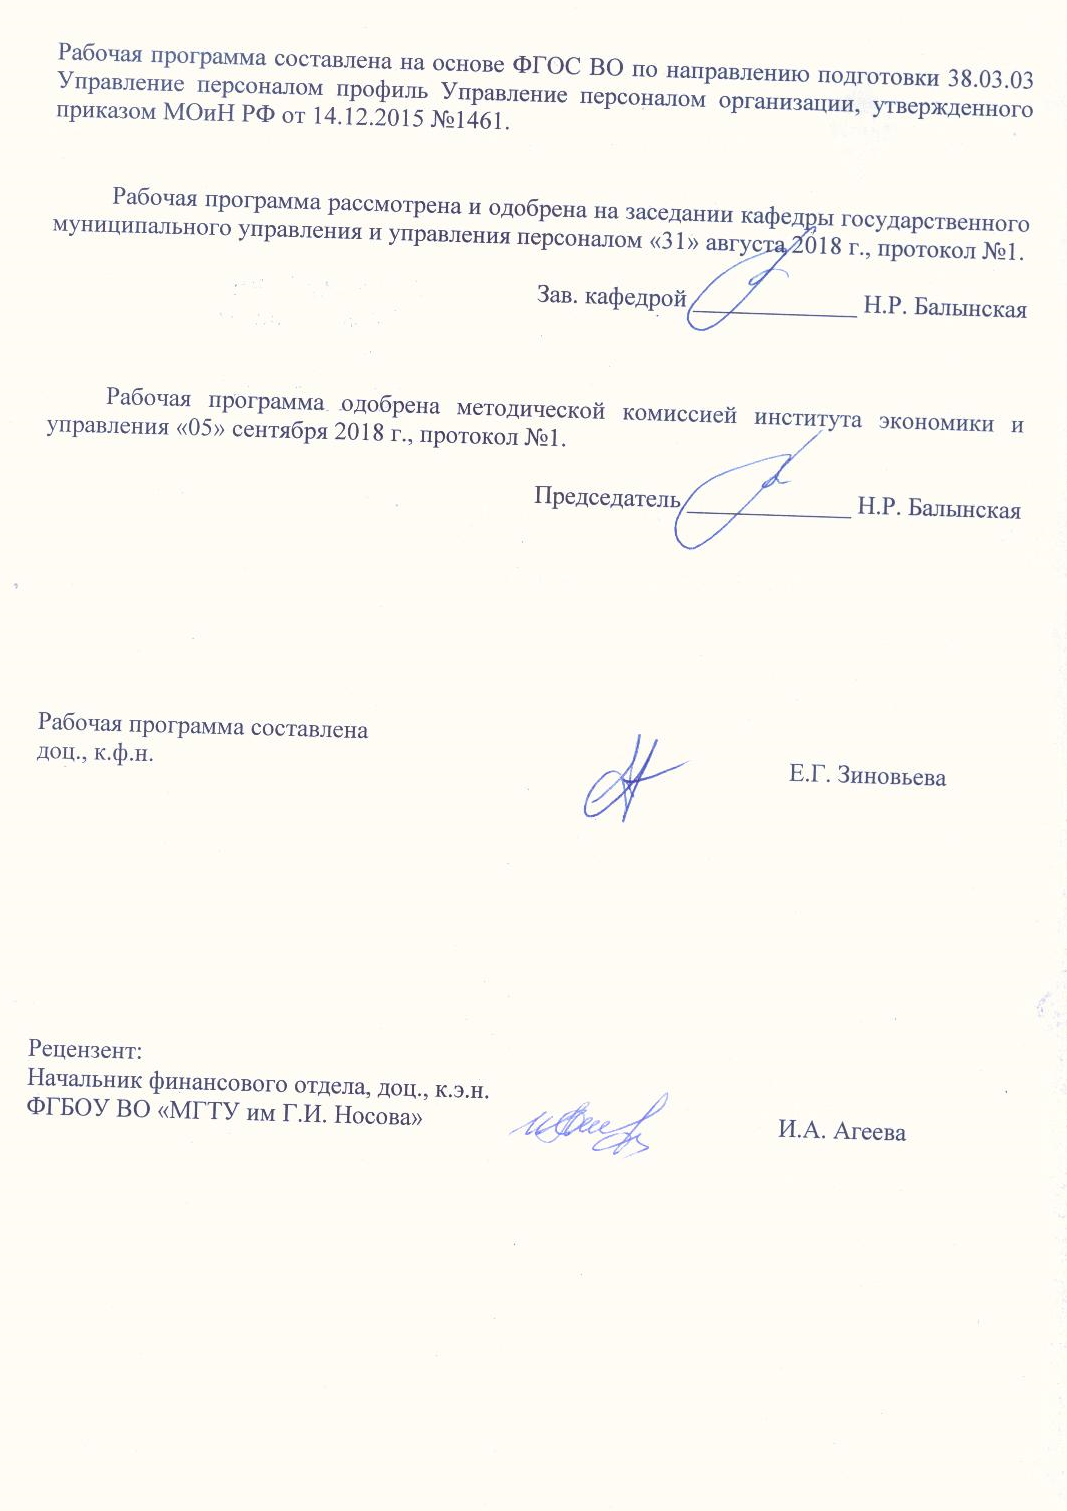 Рабочая программа составлена на основе ФГОС ВО по направлению подготовки 38.03.03
Управление персоналом профиль Управление персоналом организации, утвержденного
приказом МОиН РФ от 14.12.2015 №1461.
Рабочая программа рассмотрена и одобрена на заседании кафедры государственного
муниципального управления и управления персоналом «31» августа 2018 г., протокол №1.
Зав. кафедрой _____________ Н.Р. Балынская
Рабочая программа одобрена методической комиссией института экономики и
управления «05» сентября 2018 г., протокол №1.
Председатель _____________ Н.Р. Балынская
Рабочая программа составлена
доц., к.ф.н.
Е.Г. Зиновьева
Рецензент:
Начальник финансового отдела, доц., к.э.н.
ФГБОУ ВО «МГТУ им Г.И. Носова»
И.А. Агеева